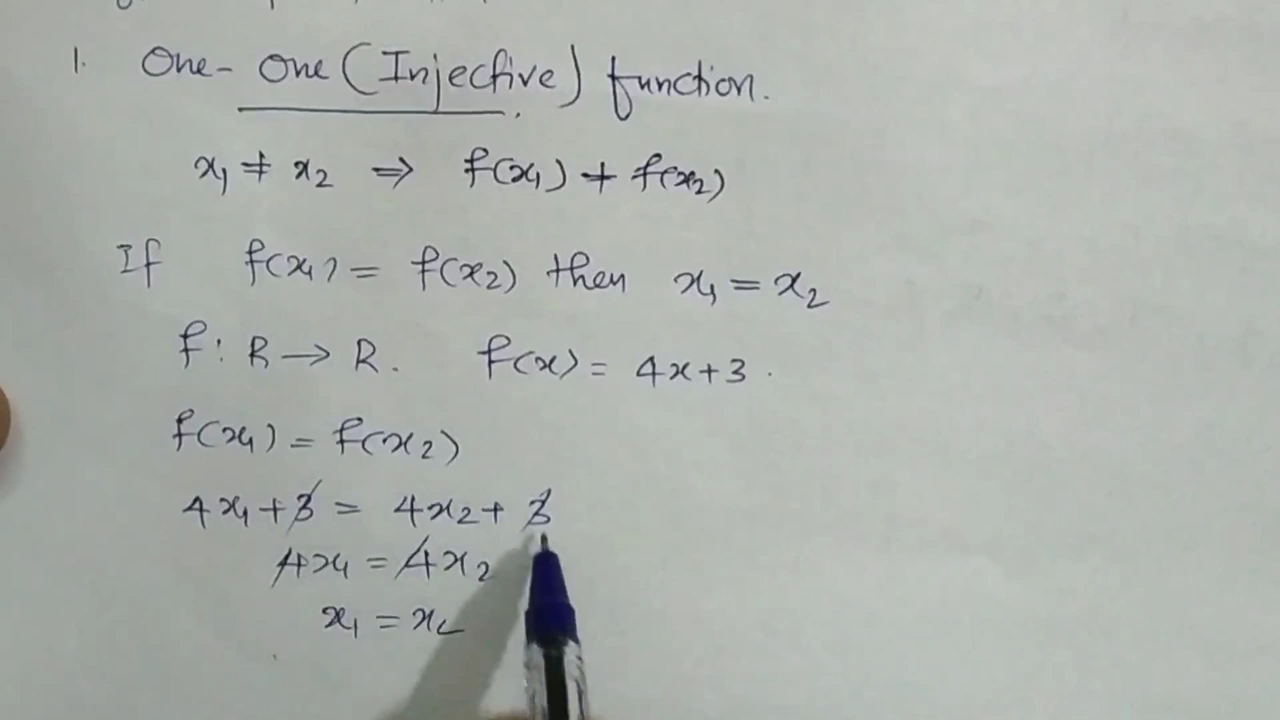 1. One-One (Injective) function.
x₁ ≠ x₂ ⇒ f(x₁) ≠ f(x₂)
If f(x₁) = f(x₂) then x₁ = x₂
f: R → R. f(x) = 4x+3.
f(x₁) = f(x₂)
4x₁+3 = 4x₂+3
4x₁ = 4x₂
x₁ = x₂